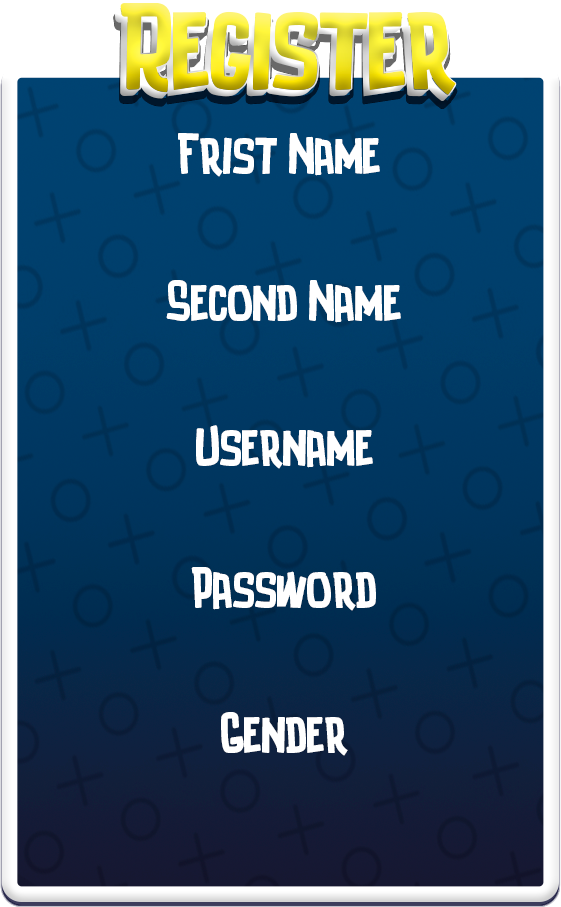 Register
Frist Name
Second Name
Username
Password
Gender